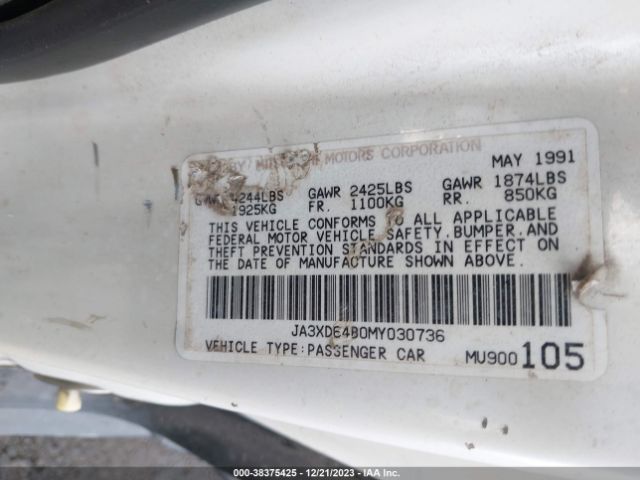 MOTORS CORPORATION MAY 1991
GVWR 4244LBS GAWR 2425LBS GAWR 1874LBS
1925KG FR. 1100KG RR. 850KG
THIS VEHICLE CONFORMS TO ALL APPLICABLE
FEDERAL MOTOR VEHICLE SAFETY.BUMPER.AND
THEFT PREVENTION STANDARDS IN EFFECT ON
THE DATE OF MANUFACTURE SHOWN ABOVE.
JA3XD64B0MY030736
VEHICLE TYPE:PASSENGER CAR MU900 105
000-38375425 - 12/21/2023 - IAA Inc.